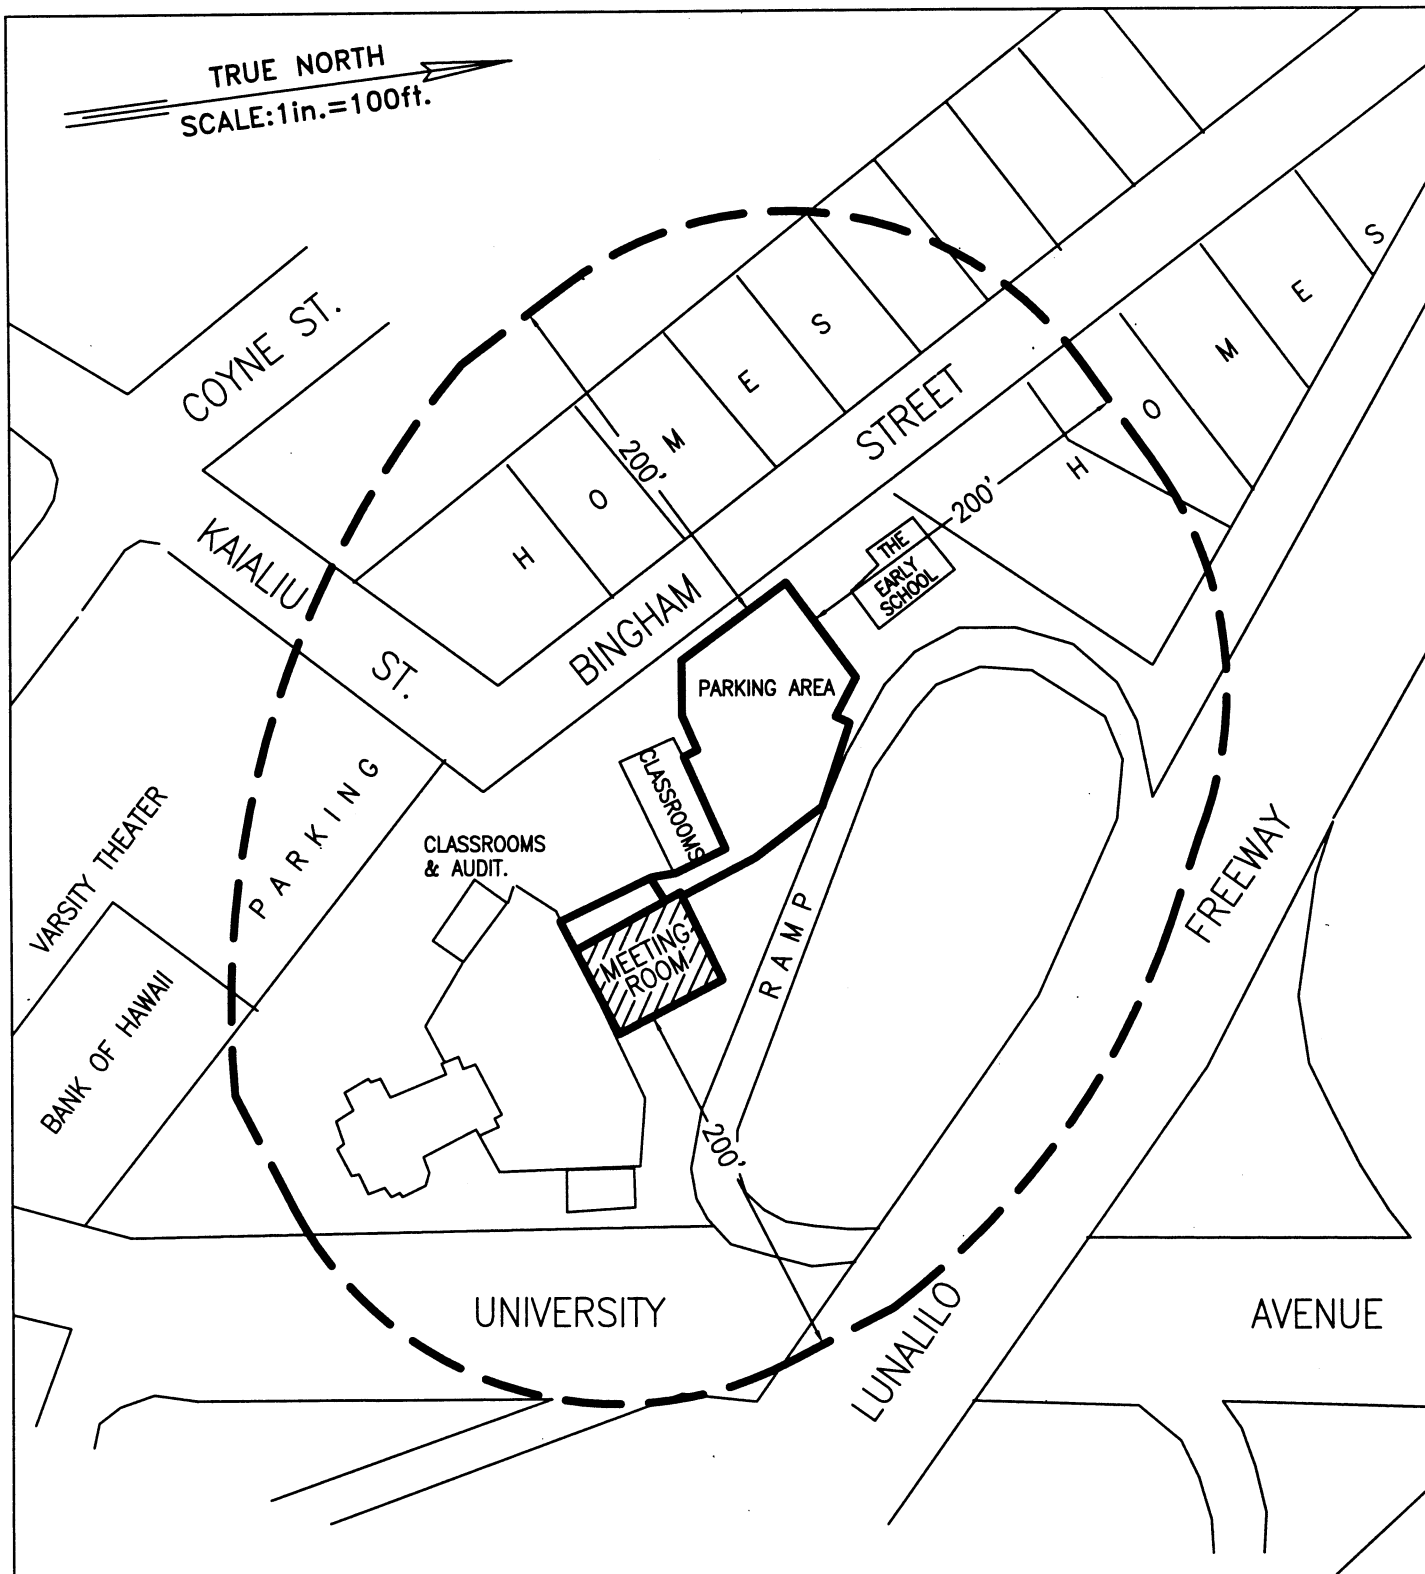 TRUE NORTH
SCALE:1in.=100ft.
COYNE ST.
KAIALIU
ST.
H O M E S
200'
BINGHAM
STREET
H O M E S
200'
THE
EARLY
SCHOOL
PARKING AREA
CLASSROOMS
CLASSROOMS
& AUDIT.
PARKING
VARSITY THEATER
BANK OF HAWAII
MEETING
ROOM
RAMP
200'
FREEWAY
LUNALILO
UNIVERSITY
AVENUE